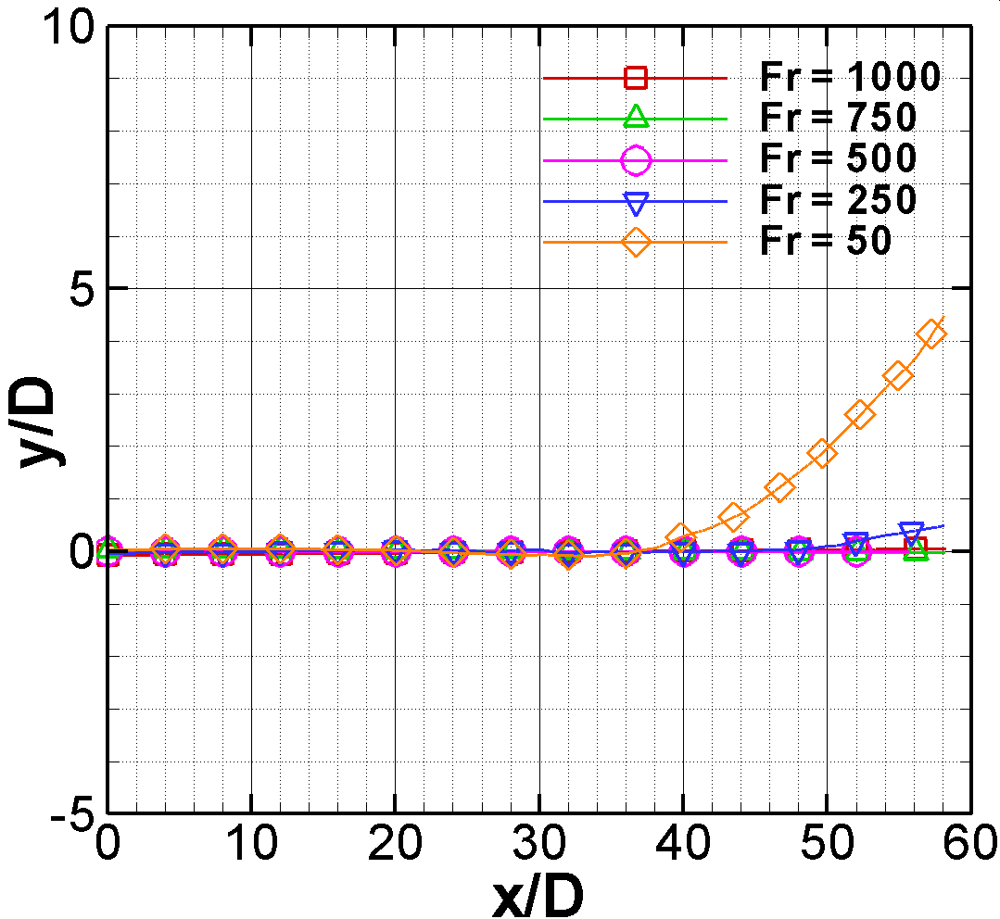 10
5
0
-5
y/D
Fr = 1000
Fr = 750
Fr = 500
Fr = 250
Fr = 50
0 10 20 30 40 50 60
x/D